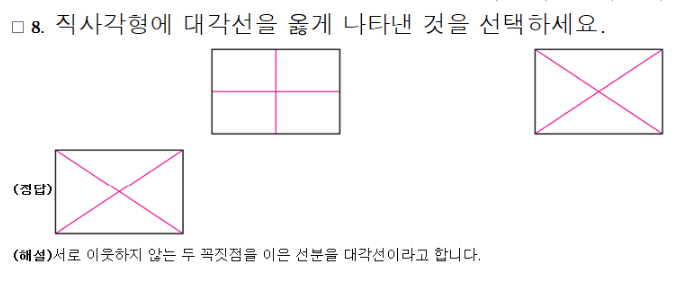 □ 8. 직사각형에 대각선을 옳게 나타낸 것을 선택하세요.
(정답)
(해설)서로 이웃하지 않는 두 꼭짓점을 이은 선분을 대각선이라고 합니다.